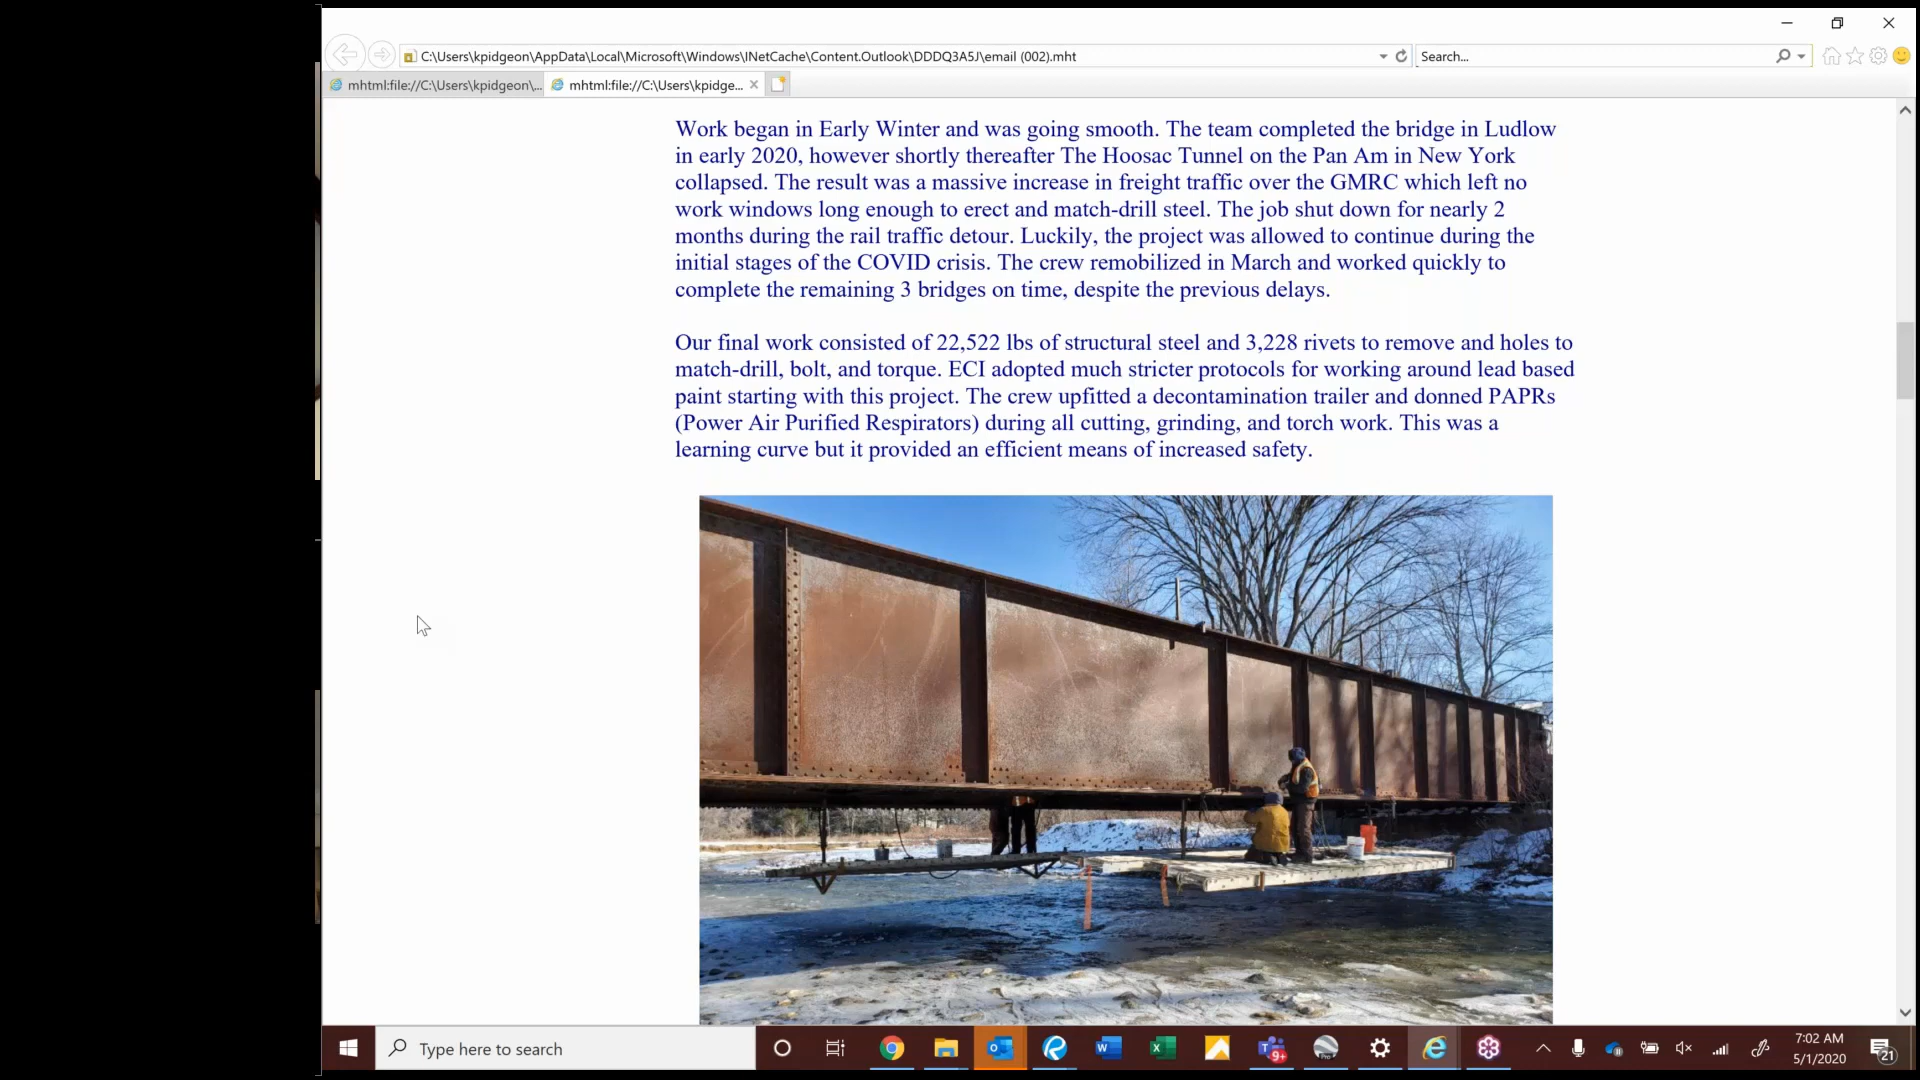 C:\Users\kpidgeon\AppData\Local\Microsoft\Windows\INetCache\Content.Outlook\DDDQ3A5J\email (002).mht
Search...
mhtml:file://C:\Users\kpidgeon\...
mhtml:file://C:\Users\kpidge...
Work began in Early Winter and was going smooth. The team completed the bridge in Ludlow
in early 2020, however shortly thereafter The Hoosac Tunnel on the Pan Am in New York
collapsed. The result was a massive increase in freight traffic over the GMRC which left no
work windows long enough to erect and match-drill steel. The job shut down for nearly 2
months during the rail traffic detour. Luckily, the project was allowed to continue during the
initial stages of the COVID crisis. The crew remobilized in March and worked quickly to
complete the remaining 3 bridges on time, despite the previous delays.
Our final work consisted of 22,522 lbs of structural steel and 3,228 rivets to remove and holes to
match-drill, bolt, and torque. ECI adopted much stricter protocols for working around lead based
paint starting with this project. The crew upfitted a decontamination trailer and donned PAPRs
(Power Air Purified Respirators) during all cutting, grinding, and torch work. This was a
learning curve but it provided an efficient means of increased safety.
Type here to search
9+
7:02 AM
5/1/2020
21